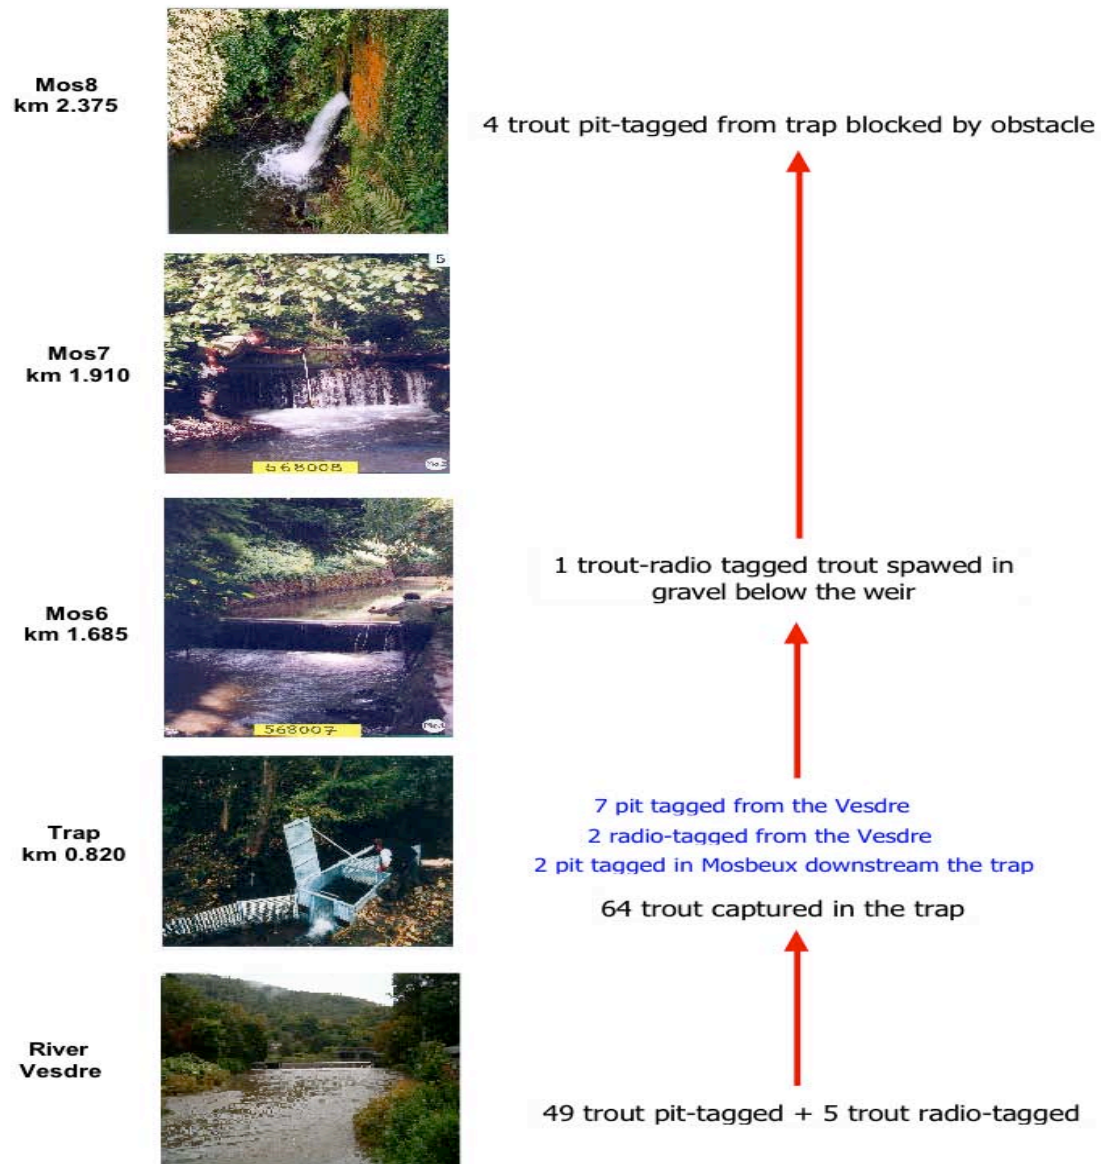 Mos8
km 2.375
4 trout pit-tagged from trap blocked by obstacle
5
Mos7
km 1.910
568008
1 trout-radio tagged trout spawed in
gravel below the weir
Mos6
km 1.685
568007
7 pit tagged from the Vesdre
2 radio-tagged from the Vesdre
2 pit tagged in Mosbeux downstream the trap
Trap
km 0.820
64 trout captured in the trap
River
Vesdre
49 trout pit-tagged + 5 trout radio-tagged